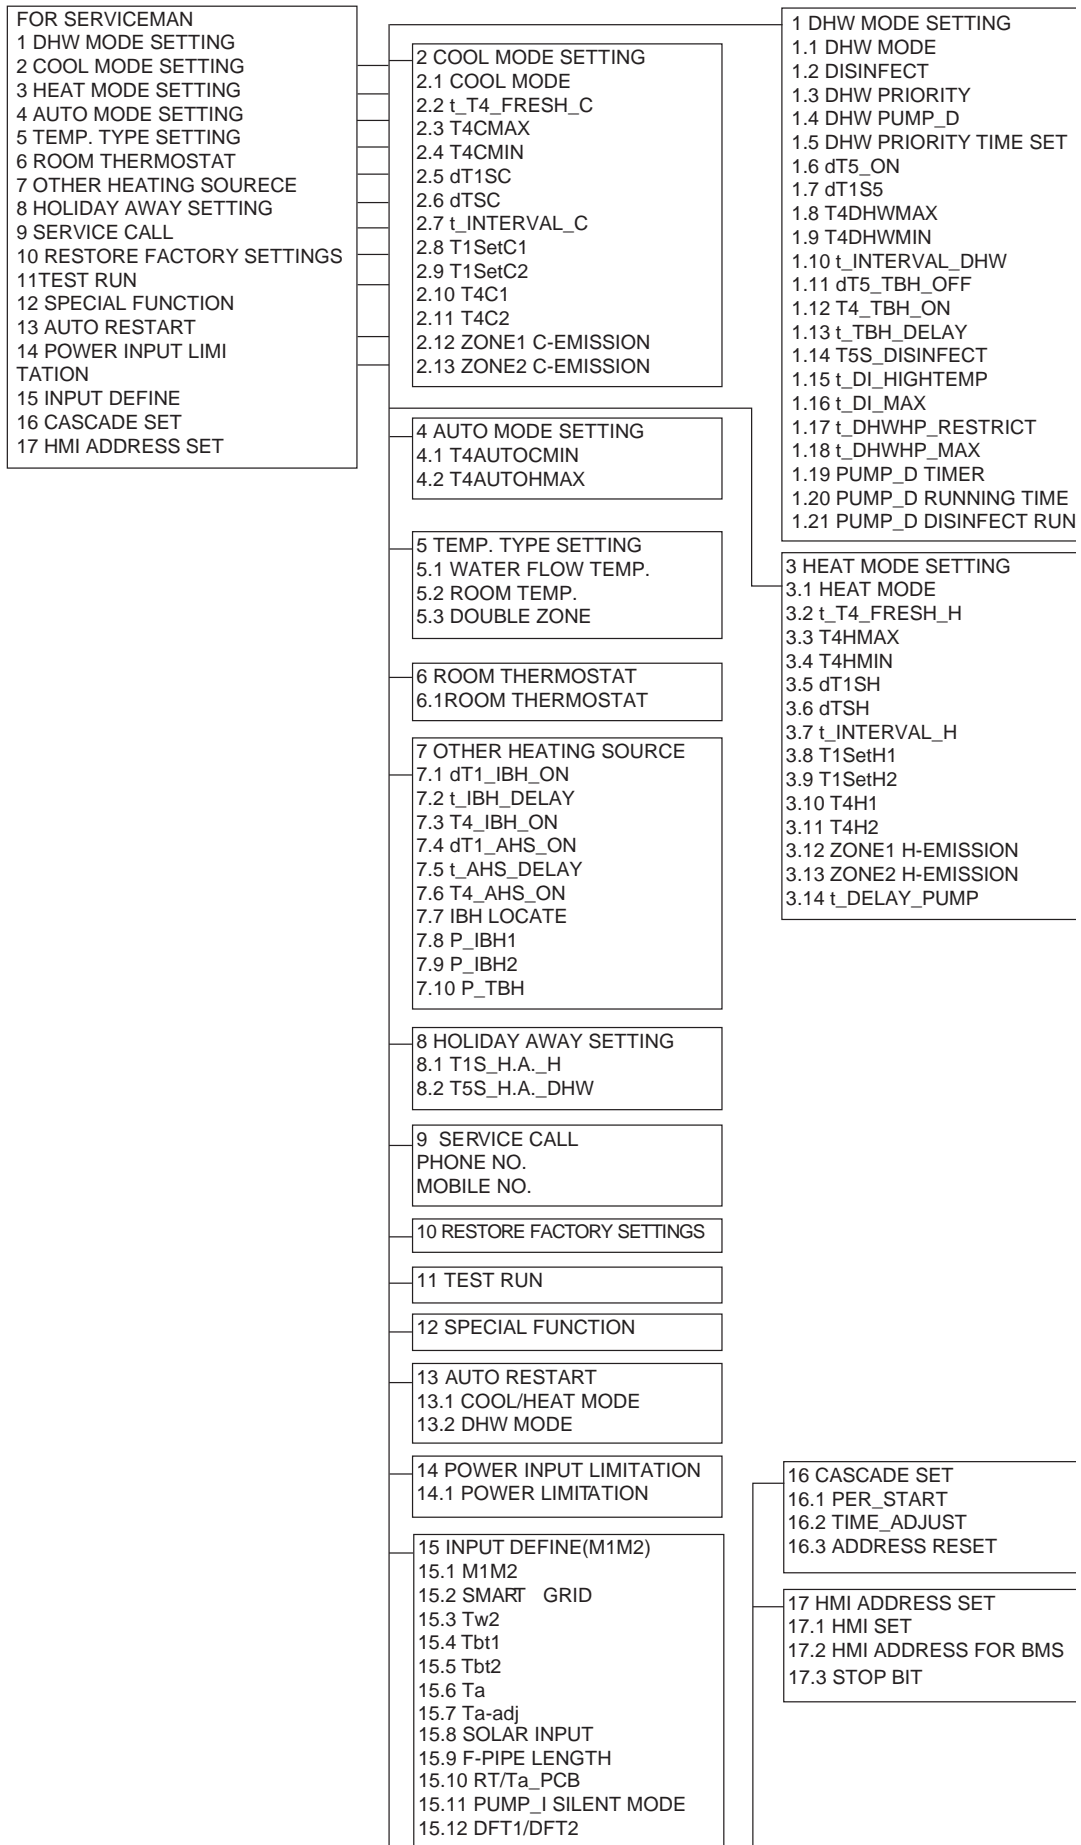 FOR SERVICEMAN
1 DHW MODE SETTING
2 COOL MODE SETTING
3 HEAT MODE SETTING
4 AUTO MODE SETTING
5 TEMP. TYPE SETTING
6 ROOM THERMOSTAT
7 OTHER HEATING SOURECE
8 HOLIDAY AWAY SETTING
9 SERVICE CALL
10 RESTORE FACTORY SETTINGS
11TEST RUN
12 SPECIAL FUNCTION
13 AUTO RESTART
14 POWER INPUT LIMI
TATION
15 INPUT DEFINE
16 CASCADE SET
17 HMI ADDRESS SET
2 COOL MODE SETTING
2.1 COOL MODE
2.2 t_T4_FRESH_C
2.3 T4CMAX
2.4 T4CMIN
2.5 dT1SC
2.6 dTSC
2.7 t_INTERVAL_C
2.8 T1SetC1
2.9 T1SetC2
2.10 T4C1
2.11 T4C2
2.12 ZONE1 C-EMISSION
2.13 ZONE2 C-EMISSION
4 AUTO MODE SETTING
4.1 T4AUTOCMIN
4.2 T4AUTOHMAX
5 TEMP. TYPE SETTING
5.1 WATER FLOW TEMP.
5.2 ROOM TEMP.
5.3 DOUBLE ZONE
6 ROOM THERMOSTAT
6.1ROOM THERMOSTAT
7 OTHER HEATING SOURCE
7.1 dT1_IBH_ON
7.2 t_IBH_DELAY
7.3 T4_IBH_ON
7.4 dT1_AHS_ON
7.5 t_AHS_DELAY
7.6 T4_AHS_ON
7.7 IBH LOCATE
7.8 P_IBH1
7.9 P_IBH2
7.10 P_TBH
8 HOLIDAY AWAY SETTING
8.1 T1S_H.A._H
8.2 T5S_H.A._DHW
9 SERVICE CALL
PHONE NO.
MOBILE NO.
10 RESTORE FACTORY SETTINGS
11 TEST RUN
12 SPECIAL FUNCTION
13 AUTO RESTART
13.1 COOL/HEAT MODE
13.2 DHW MODE
14 POWER INPUT LIMITATION
14.1 POWER LIMITATION
15 INPUT DEFINE(M1M2)
15.1 M1M2
15.2 SMART GRID
15.3 Tw2
15.4 Tbt1
15.5 Tbt2
15.6 Ta
15.7 Ta-adj
15.8 SOLAR INPUT
15.9 F-PIPE LENGTH
15.10 RT/Ta_PCB
15.11 PUMP_I SILENT MODE
15.12 DFT1/DFT2
1 DHW MODE SETTING
1.1 DHW MODE
1.2 DISINFECT
1.3 DHW PRIORITY
1.4 DHW PUMP_D
1.5 DHW PRIORITY TIME SET
1.6 dT5_ON
1.7 dT1S5
1.8 T4DHWMAX
1.9 T4DHWMIN
1.10 t_INTERVAL_DHW
1.11 dT5_TBH_OFF
1.12 T4_TBH_ON
1.13 t_TBH_DELAY
1.14 T5S_DISINFECT
1.15 t_DI_HIGHTEMP
1.16 t_DI_MAX
1.17 t_DHWHP_RESTRICT
1.18 t_DHWHP_MAX
1.19 PUMP_D TIMER
1.20 PUMP_D RUNNING TIME
1.21 PUMP_D DISINFECT RUN
3 HEAT MODE SETTING
3.1 HEAT MODE
3.2 t_T4_FRESH_H
3.3 T4HMAX
3.4 T4HMIN
3.5 dT1SH
3.6 dTSH
3.7 t_INTERVAL_H
3.8 T1SetH1
3.9 T1SetH2
3.10 T4H1
3.11 T4H2
3.12 ZONE1 H-EMISSION
3.13 ZONE2 H-EMISSION
3.14 t_DELAY_PUMP
16 CASCADE SET
16.1 PER_START
16.2 TIME_ADJUST
16.3 ADDRESS RESET
17 HMI ADDRESS SET
17.1 HMI SET
17.2 HMI ADDRESS FOR BMS
17.3 STOP BIT